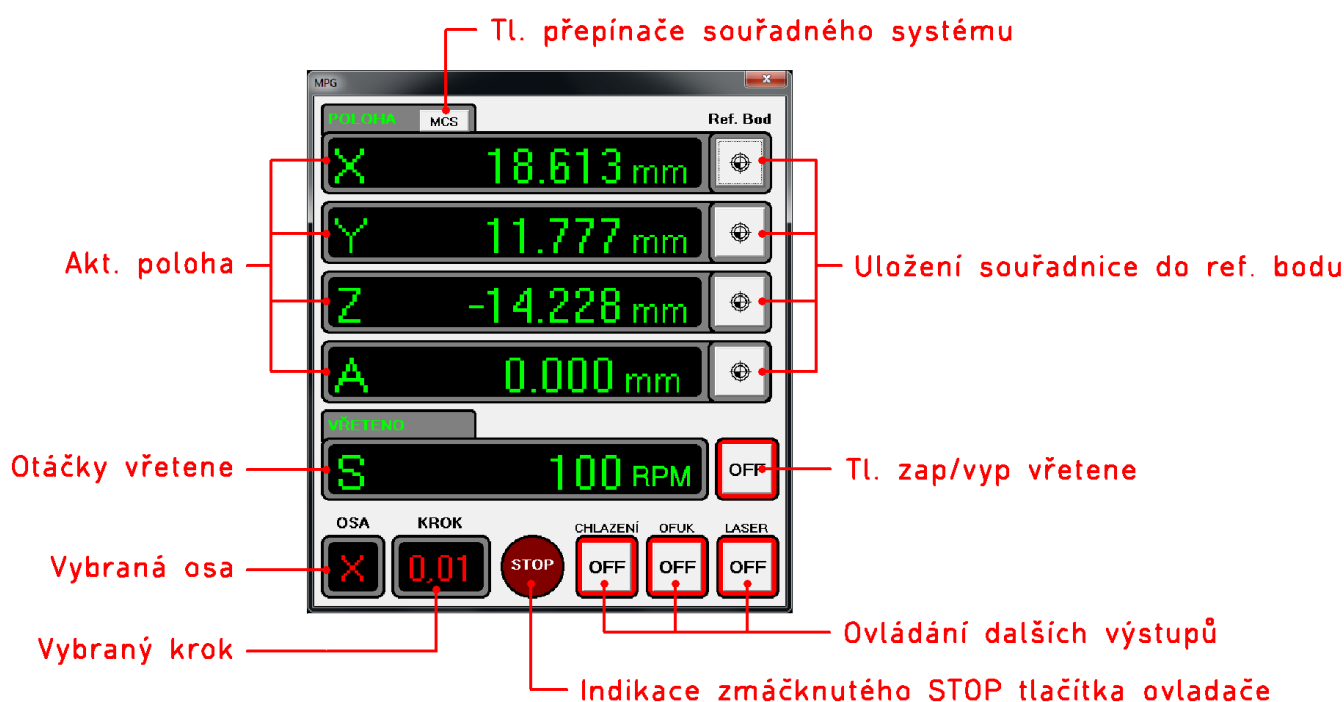 Tl. přepínače souřadného systému
MPG
POLOHA MCS Ref. Bod
X 18.613 mm
Y 11.777 mm
Akt. poloha
Uložení souřadnice do ref. bodu
Z -14.228 mm
A 0.000 mm
VŘETENO
Otáčky vřetene
S 100 RPM
OFF
Tl. zap/vyp vřetene
OSA KROK CHLAZENÍ OFUK LASER
Vybraná osa
X 0,01 STOP OFF OFF OFF
Ovládání dalších výstupů
Vybraný krok
Indikace zmáčknutého STOP tlačítka ovladače